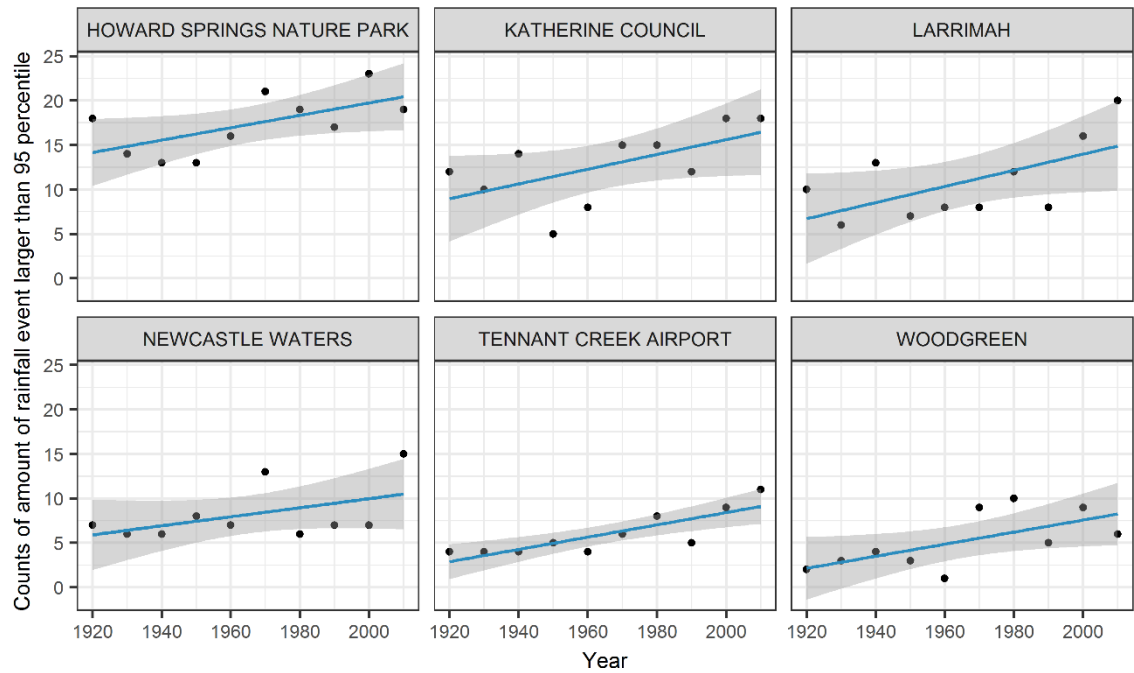 HOWARD SPRINGS NATURE PARK
KATHERINE COUNCIL
LARRIMAH
25
20
15
10
5
0
NEWCASTLE WATERS
TENNANT CREEK AIRPORT
WOODGREEN
25
20
15
10
5
0
1920 1940 1960 1980 2000
1920 1940 1960 1980 2000
1920 1940 1960 1980 2000
Year
Counts of amount of rainfall event larger than 95 percentile